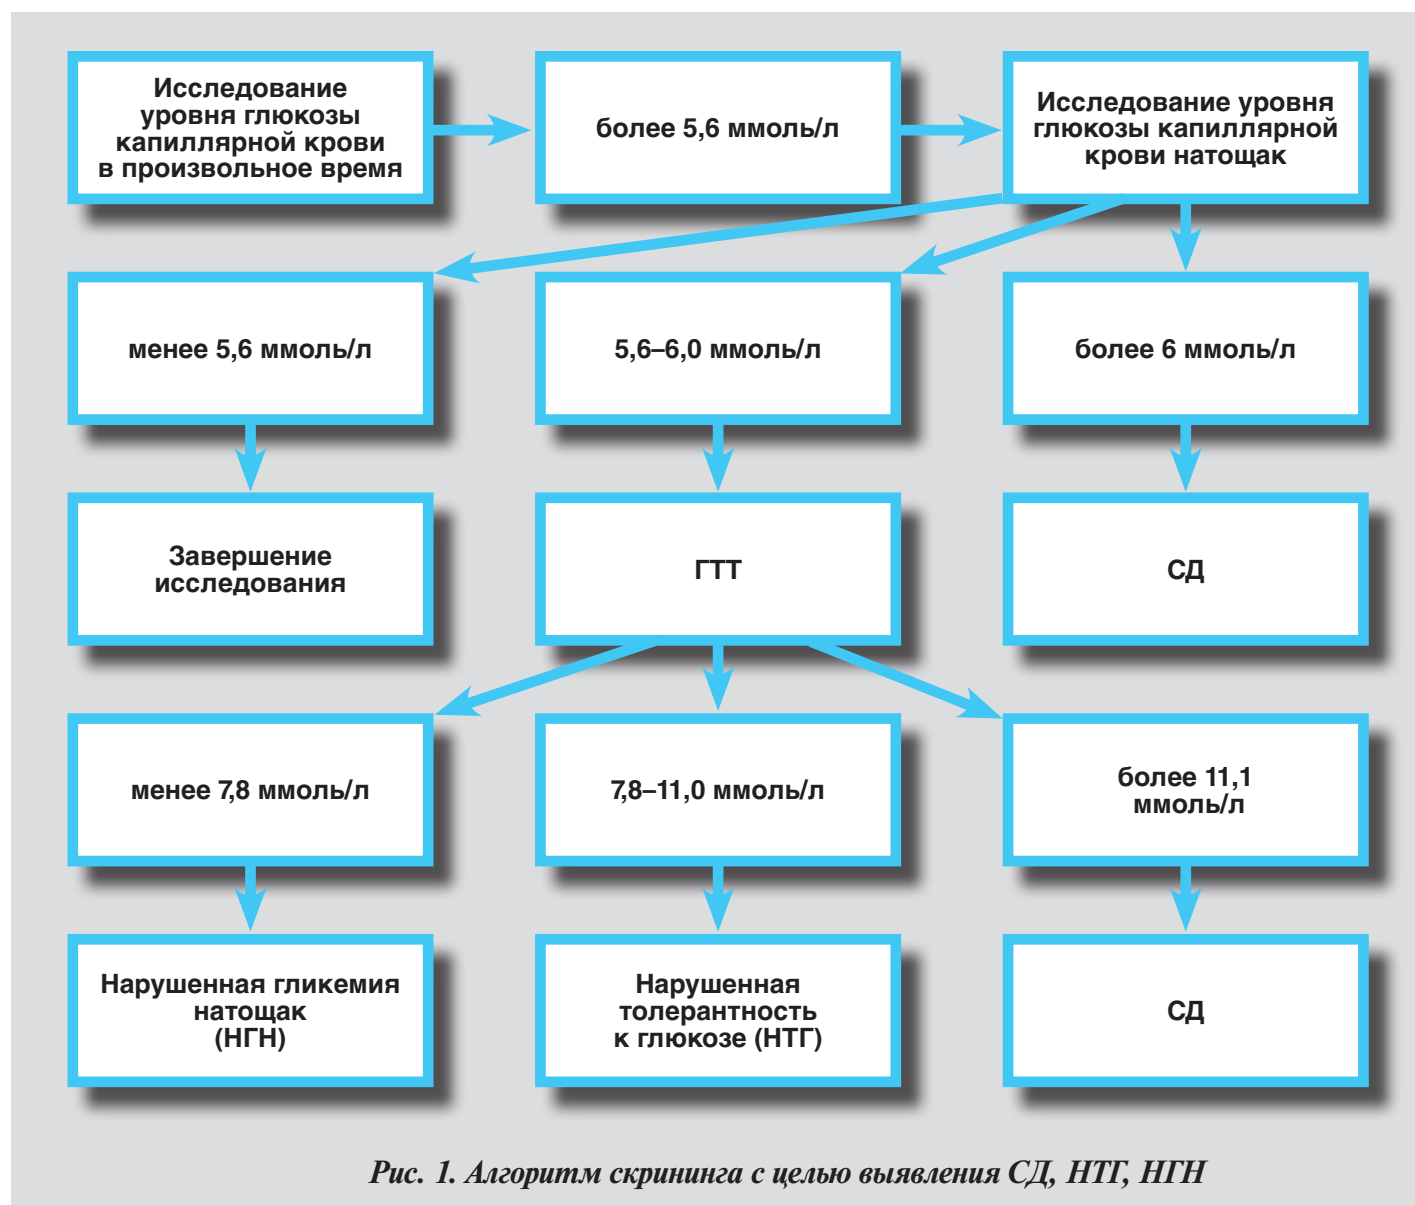 Исследование
уровня глюкозы
капиллярной крови
в произвольное время
более 5,6 ммоль/л
Исследование уровня
глюкозы капиллярной
крови натощак
менее 5,6 ммоль/л
5,6–6,0 ммоль/л
более 6 ммоль/л
Завершение
исследования
ГТТ
СД
менее 7,8 ммоль/л
7,8–11,0 ммоль/л
более 11,1
ммоль/л
Нарушенная гликемия
натощак
(НГН)
Нарушенная
толерантность
к глюкозе (НТГ)
СД
Рис. 1. Алгоритм скрининга с целью выявления СД, НТГ, НГН